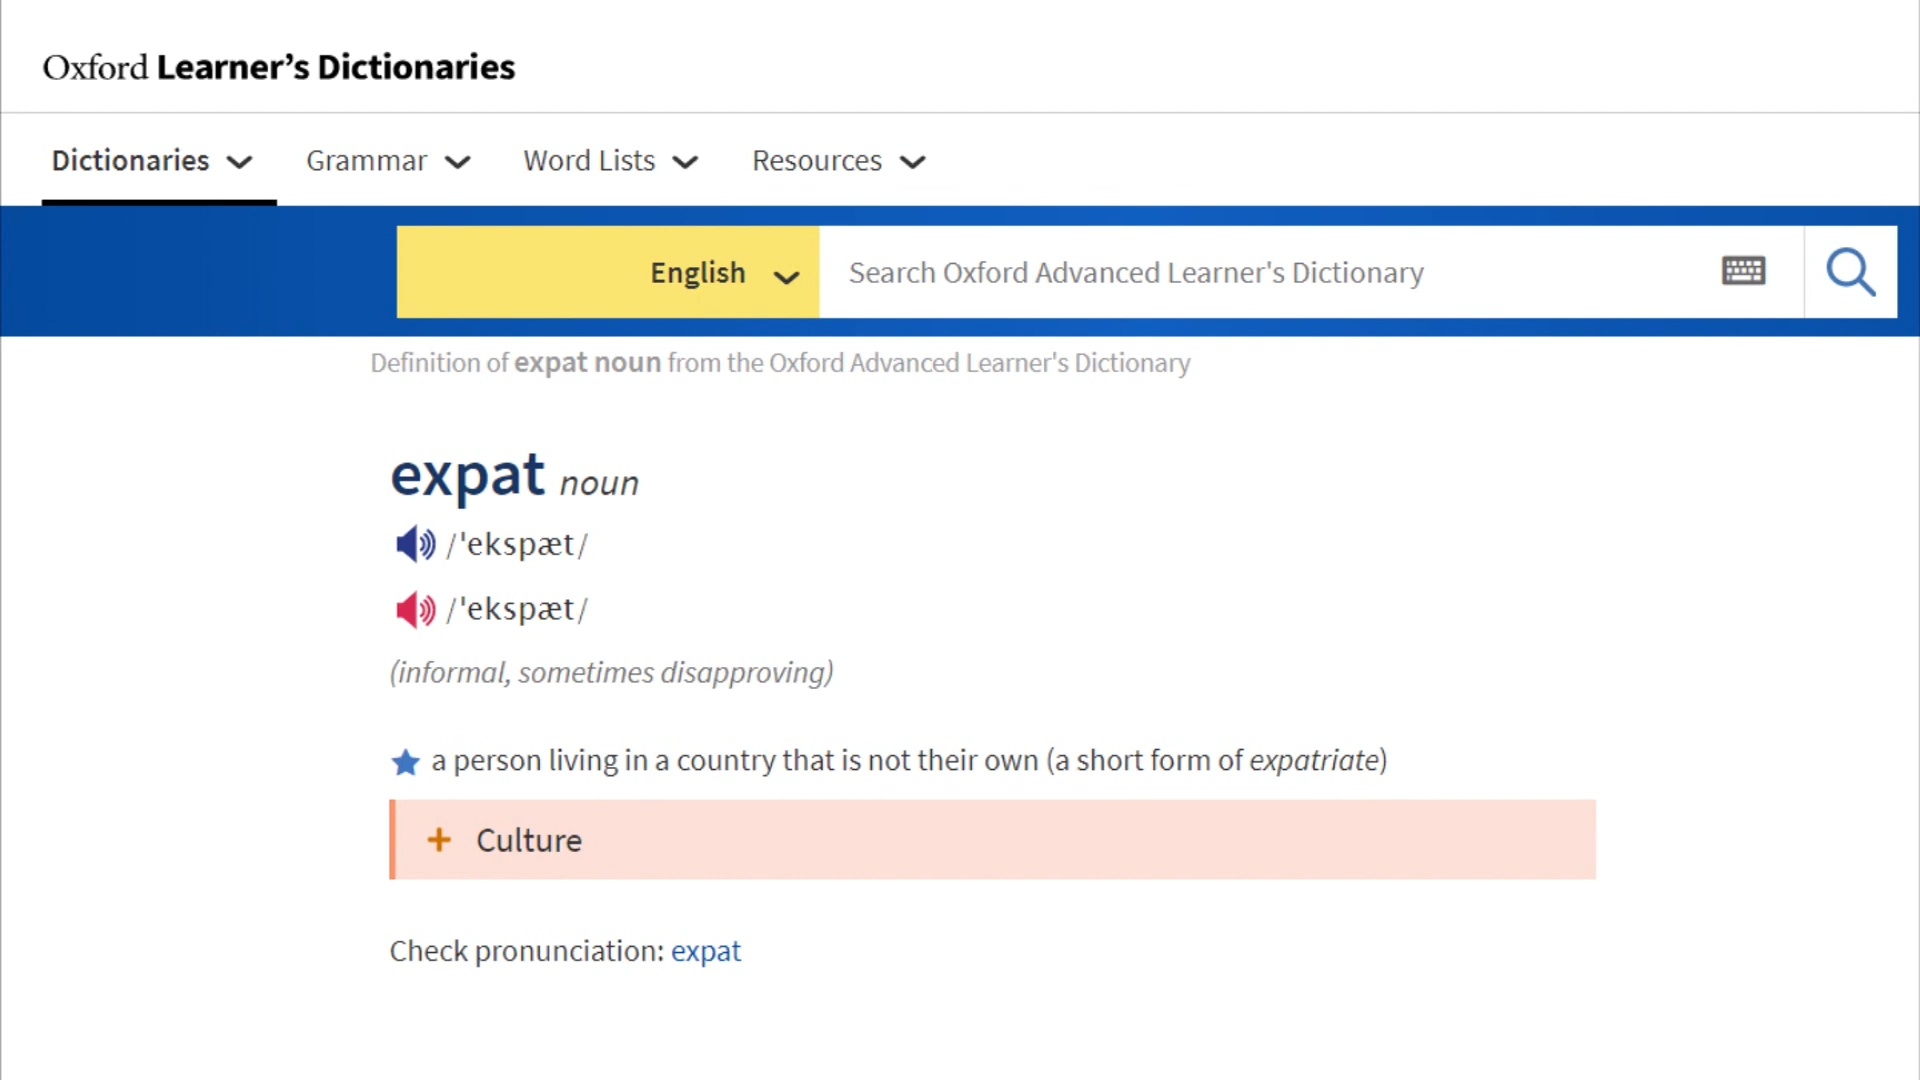 Oxford Learner's Dictionaries
Dictionaries Grammar Word Lists Resources
English Search Oxford Advanced Learner's Dictionary
Definition of expat noun from the Oxford Advanced Learner's Dictionary
expat noun
/ˈekspæt/
/ˈekspæt/
(informal, sometimes disapproving)
a person living in a country that is not their own (a short form of expatriate)
+ Culture
Check pronunciation: expat